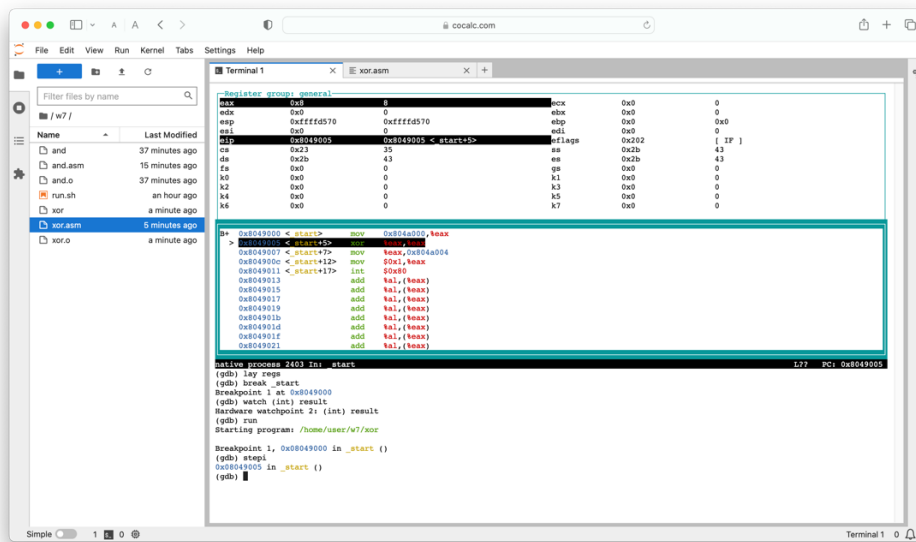 cocalc.com
File Edit View Run Kernel Tabs Settings Help
Terminal 1
xor.asm
Filter files by name
/ w7 /
Name Last Modified
and 37 minutes ago
and.asm 15 minutes ago
and.o 37 minutes ago
run.sh an hour ago
xor a minute ago
xor.asm 5 minutes ago
xor.o a minute ago
Register group: general
eax 0x8 8 ecx 0x0 0
edx 0x0 0 ebx 0x0 0
esp 0xffffd570 0xffffd570 ebp 0x0 0x0
esi 0x0 0 edi 0x0 0
eip 0x8049005 0x8049005 <_start+5> eflags 0x202 [ IF ]
cs 0x23 35 ss 0x2b 43
ds 0x2b 43 es 0x2b 43
fs 0x0 0 gs 0x0 0
k0 0x0 0 k1 0x0 0
k2 0x0 0 k3 0x0 0
k4 0x0 0 k5 0x0 0
k6 0x0 0 k7 0x0 0
B+ 0x8049000 <_start> mov 0x804a000,%eax
> 0x8049005 <_start+5> xor %eax,%eax
0x8049007 <_start+7> mov %eax,0x804a004
0x804900c <_start+12> mov $0x1,%eax
0x8049011 <_start+17> int $0x80
0x8049013 add %al,(%eax)
0x8049015 add %al,(%eax)
0x8049017 add %al,(%eax)
0x8049019 add %al,(%eax)
0x804901b add %al,(%eax)
0x804901d add %al,(%eax)
0x804901f add %al,(%eax)
0x8049021 add %al,(%eax)
native process 2403 In: _start L?? PC: 0x8049005
(gdb) lay regs
(gdb) break _start
Breakpoint 1 at 0x8049000
(gdb) watch (int) result
Hardware watchpoint 2: (int) result
(gdb) run
Starting program: /home/user/w7/xor
Breakpoint 1, 0x08049000 in _start ()
(gdb) stepi
0x08049005 in _start ()
(gdb)
Simple 1 0 Terminal 1 0